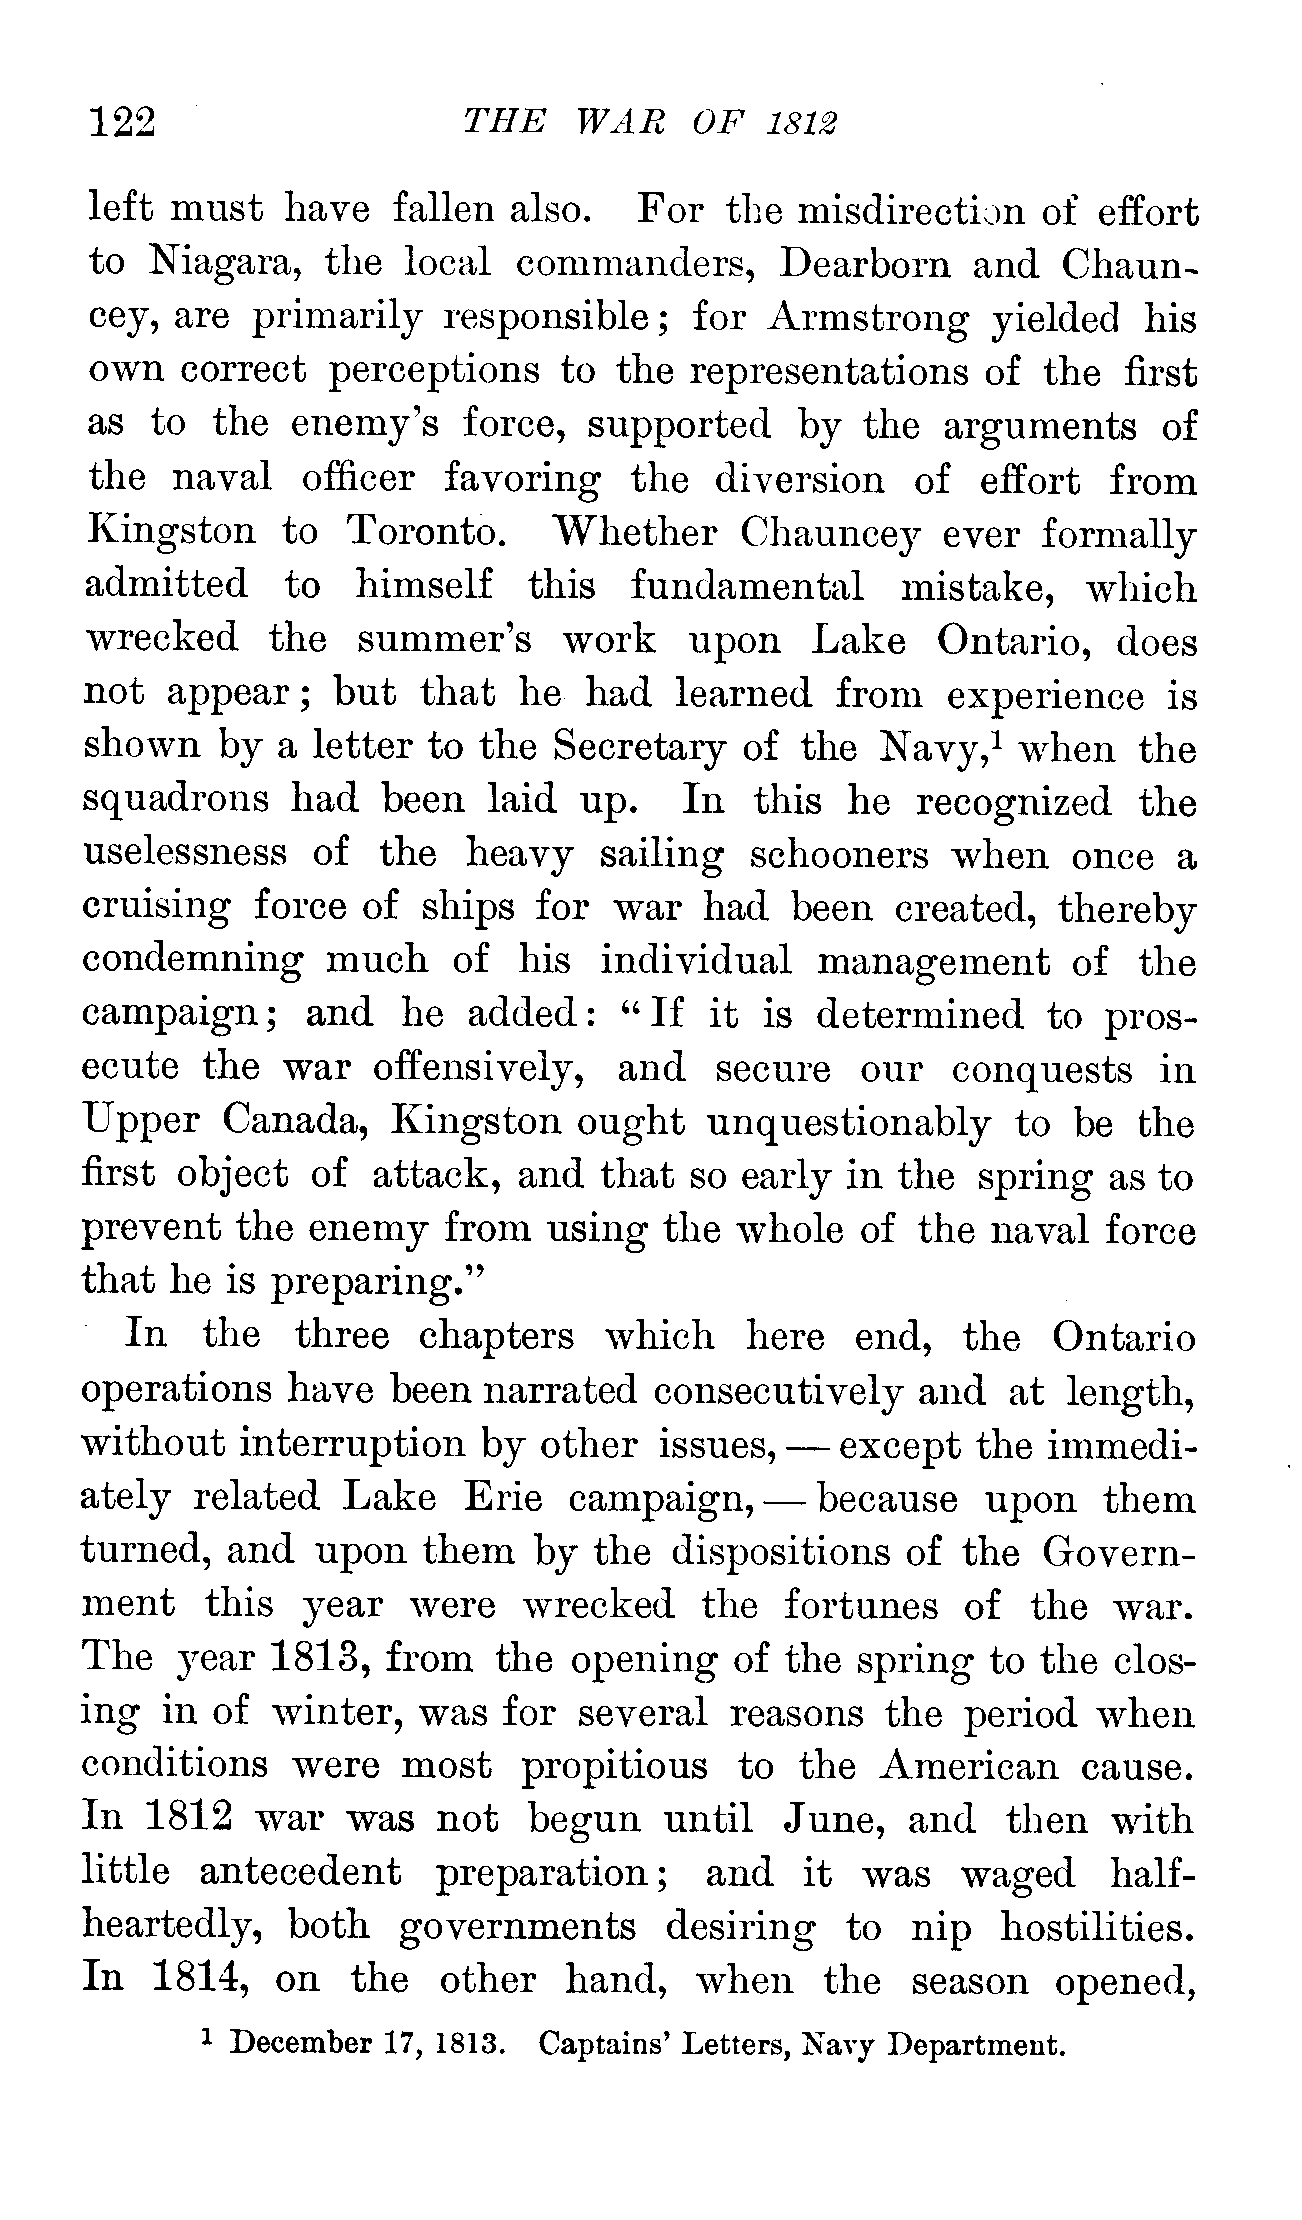 122 THE WAR OF 1812
left must have fallen also. For the misdirection of effort
to Niagara, the local commanders, Dearborn and Chaun-
cey, are primarily responsible; for Armstrong yielded his
own correct perceptions to the representations of the first
as to the enemy's force, supported by the arguments of
the naval officer favoring the diversion of effort from
Kingston to Toronto. Whether Chauncey ever formally
admitted to himself this fundamental mistake, which
wrecked the summer's work upon Lake Ontario, does
not appear; but that he had learned from experience is
shown by a letter to the Secretary of the Navy,¹ when the
squadrons had been laid up. In this he recognized the
uselessness of the heavy sailing schooners when once a
cruising force of ships for war had been created, thereby
condemning much of his individual management of the
campaign; and he added: "If it is determined to pros-
ecute the war offensively, and secure our conquests in
Upper Canada, Kingston ought unquestionably to be the
first object of attack, and that so early in the spring as to
prevent the enemy from using the whole of the naval force
that he is preparing."
In the three chapters which here end, the Ontario
operations have been narrated consecutively and at length,
without interruption by other issues, — except the immedi-
ately related Lake Erie campaign, — because upon them
turned, and upon them by the dispositions of the Govern-
ment this year were wrecked the fortunes of the war.
The year 1813, from the opening of the spring to the clos-
ing in of winter, was for several reasons the period when
conditions were most propitious to the American cause.
In 1812 war was not begun until June, and then with
little antecedent preparation; and it was waged half-
heartedly, both governments desiring to nip hostilities.
In 1814, on the other hand, when the season opened,
¹ December 17, 1813. Captains' Letters, Navy Department.